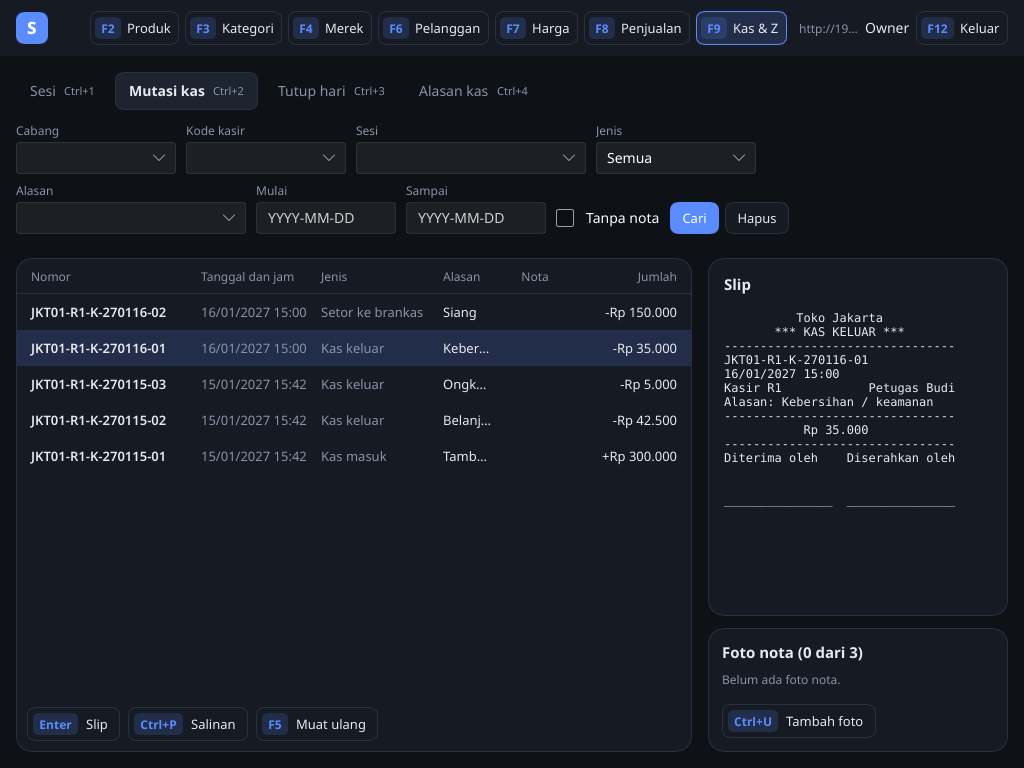 S F2 Produk F3 Kategori F4 Merek F6 Pelanggan F7 Harga F8 Penjualan F9 Kas & Z http://19... Owner F12 Keluar
Sesi Ctrl+1 Mutasi kas Ctrl+2 Tutup hari Ctrl+3 Alasan kas Ctrl+4
Cabang Kode kasir Sesi Jenis
Semua
Alasan Mulai Sampai
YYYY-MM-DD YYYY-MM-DD Tanpa nota Cari Hapus
Nomor Tanggal dan jam Jenis Alasan Nota Jumlah
JKT01-R1-K-270116-02 16/01/2027 15:00 Setor ke brankas Siang -Rp 150.000
JKT01-R1-K-270116-01 16/01/2027 15:00 Kas keluar Keber... -Rp 35.000
JKT01-R1-K-270115-03 15/01/2027 15:42 Kas keluar Ongk... -Rp 5.000
JKT01-R1-K-270115-02 15/01/2027 15:42 Kas keluar Belanj... -Rp 42.500
JKT01-R1-K-270115-01 15/01/2027 15:42 Kas masuk Tamb... +Rp 300.000
Enter Slip Ctrl+P Salinan F5 Muat ulang
Slip
Toko Jakarta
*** KAS KELUAR ***
--------------------------------
JKT01-R1-K-270116-01
16/01/2027 15:00
Kasir R1 Petugas Budi
Alasan: Kebersihan / keamanan
--------------------------------
Rp 35.000
--------------------------------
Diterima oleh Diserahkan oleh
_______________ _______________
Foto nota (0 dari 3)
Belum ada foto nota.
Ctrl+U Tambah foto